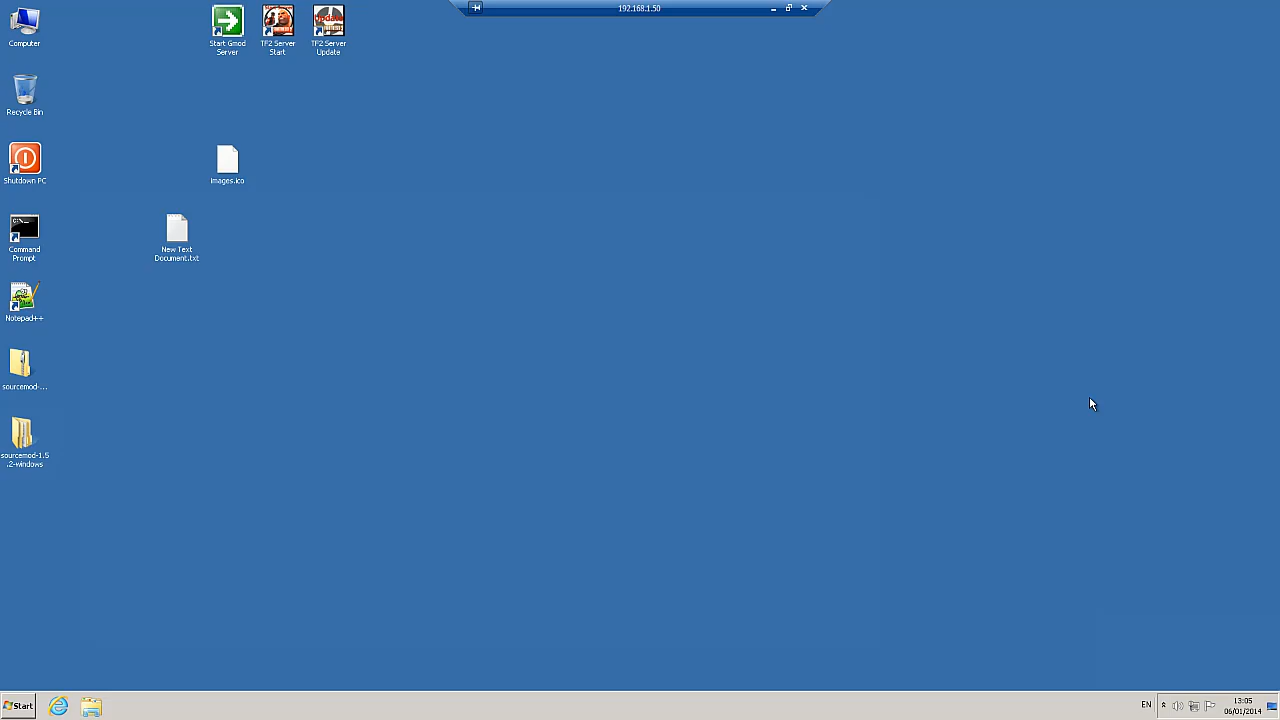 192.168.1.50
Computer
Start Gmod
Server
TF2 Server
Start
Update
TF2 Server
Update
Recycle Bin
Shutdown PC
images.ico
C:\.
Command
Prompt
New Text
Document.txt
Notepad++
sourcemod-...
sourcemod-1.5
.2-windows
Start
EN
13:05
06/01/2014